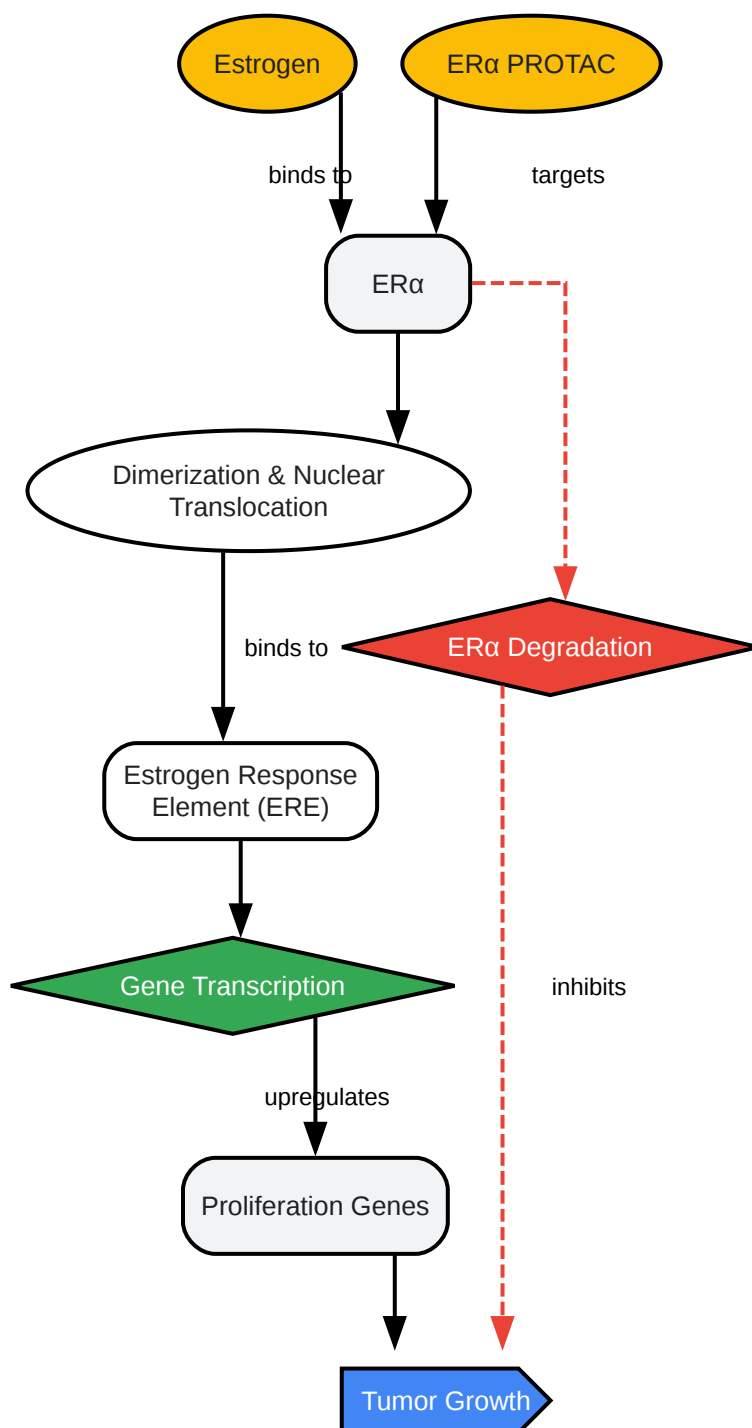 Estrogen
ERα PROTAC
binds to
targets
ERα
Dimerization & Nuclear
Translocation
binds to
ERα Degradation
Estrogen Response
Element (ERE)
Gene Transcription
inhibits
upregulates
Proliferation Genes
Tumor Growth